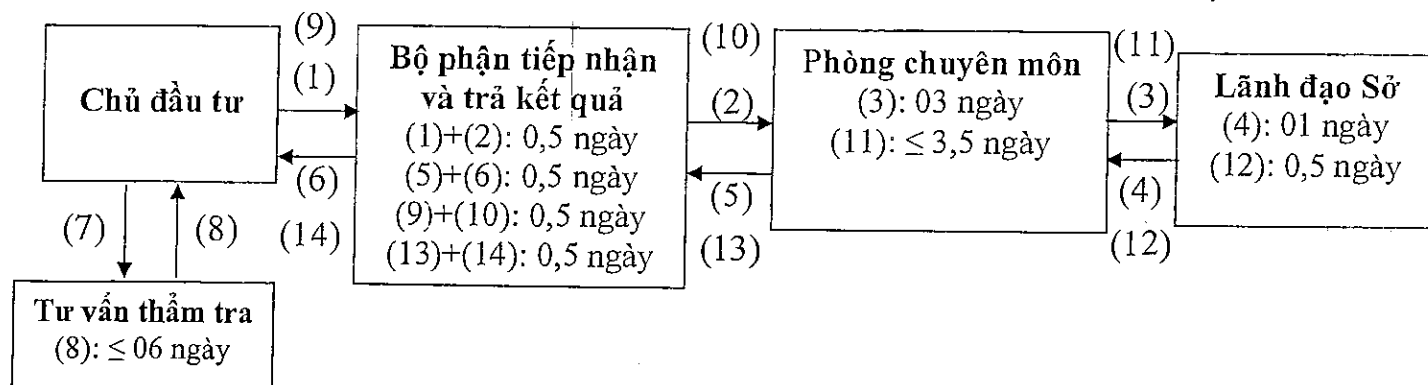 Chủ đầu tư
(9)
(1)
(6)
(14)
(7)
(8)
Tư vấn thẩm tra
(8): ≤ 06 ngày
Bộ phận tiếp nhận
và trả kết quả
(1)+(2): 0,5 ngày
(5)+(6): 0,5 ngày
(9)+(10): 0,5 ngày
(13)+(14): 0,5 ngày
(10)
(2)
(5)
(13)
Phòng chuyên môn
(3): 03 ngày
(11): ≤ 3,5 ngày
(11)
(3)
(4)
(12)
Lãnh đạo Sở
(4): 01 ngày
(12): 0,5 ngày